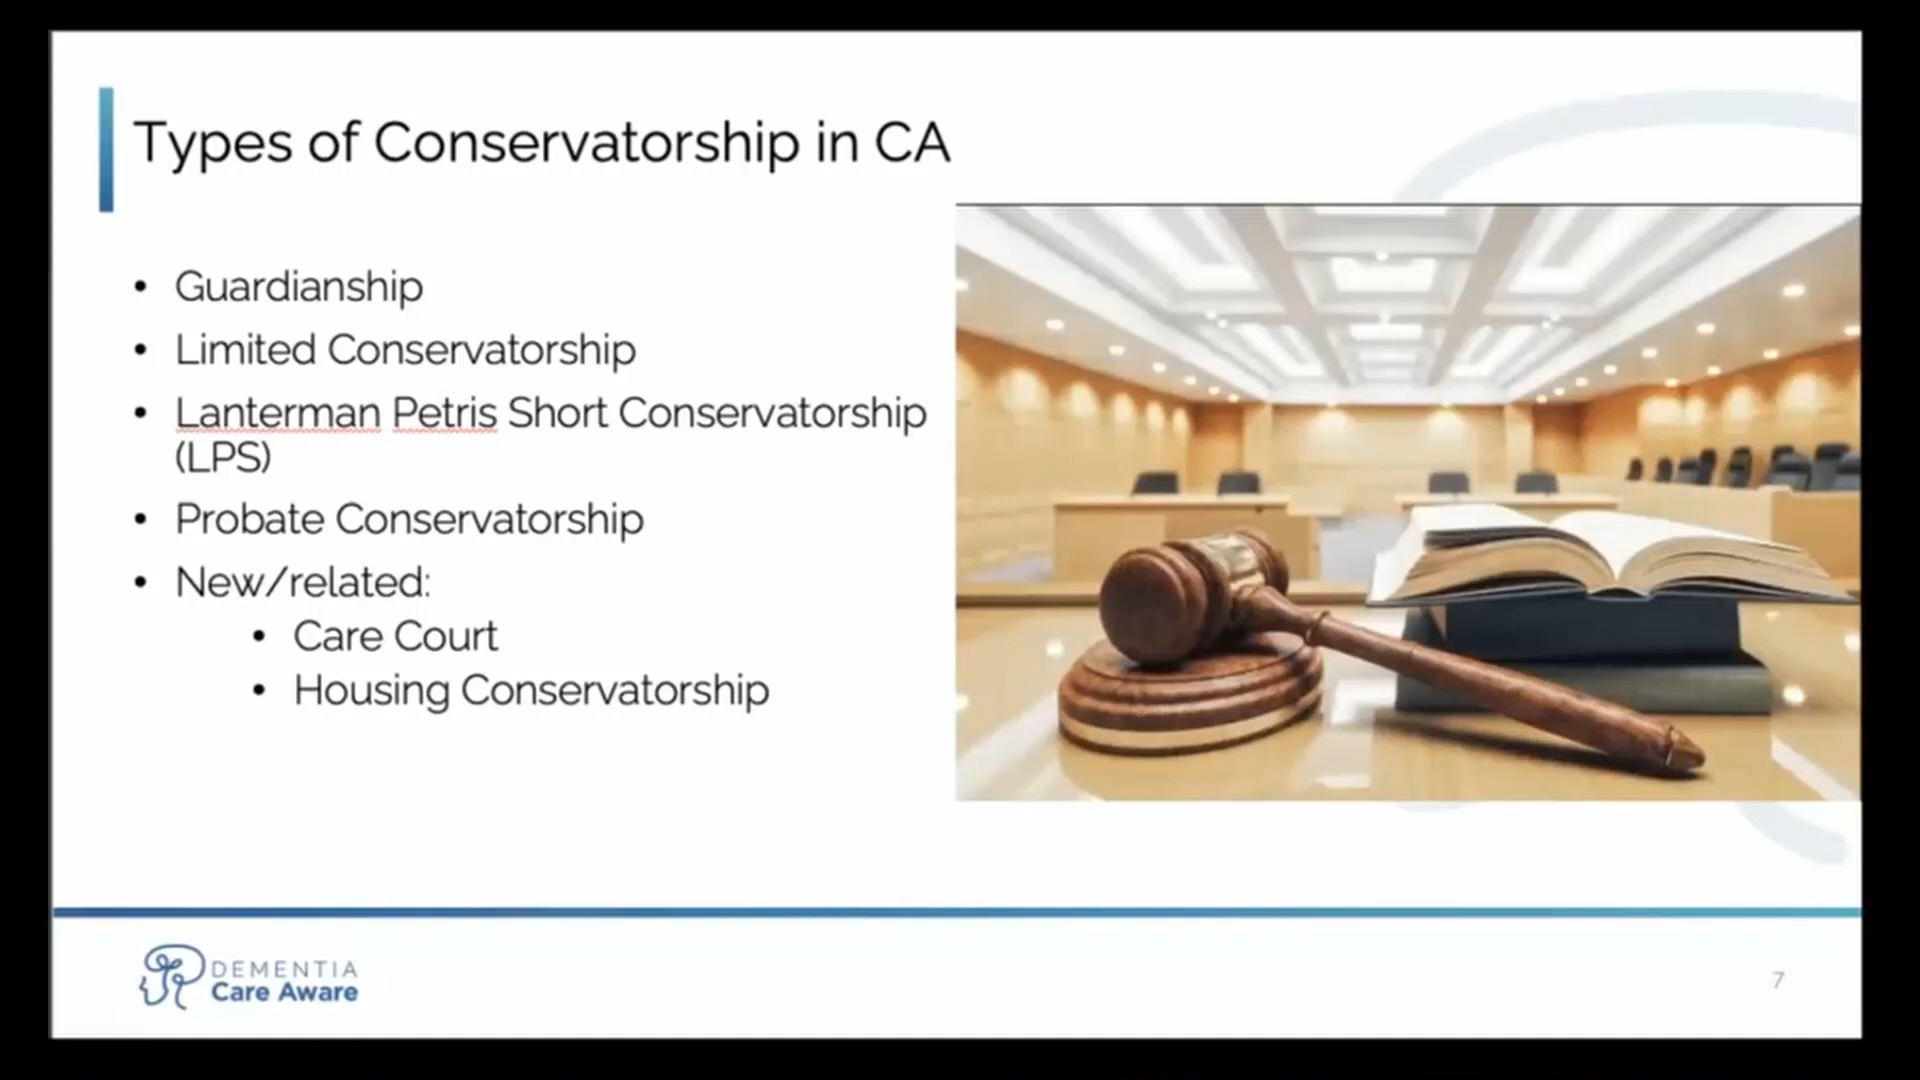 Types of Conservatorship in CA
• Guardianship
• Limited Conservatorship
• Lanterman Petris Short Conservatorship
(LPS)
• Probate Conservatorship
• New/related:
• Care Court
• Housing Conservatorship
DEMENTIA
Care Aware
7